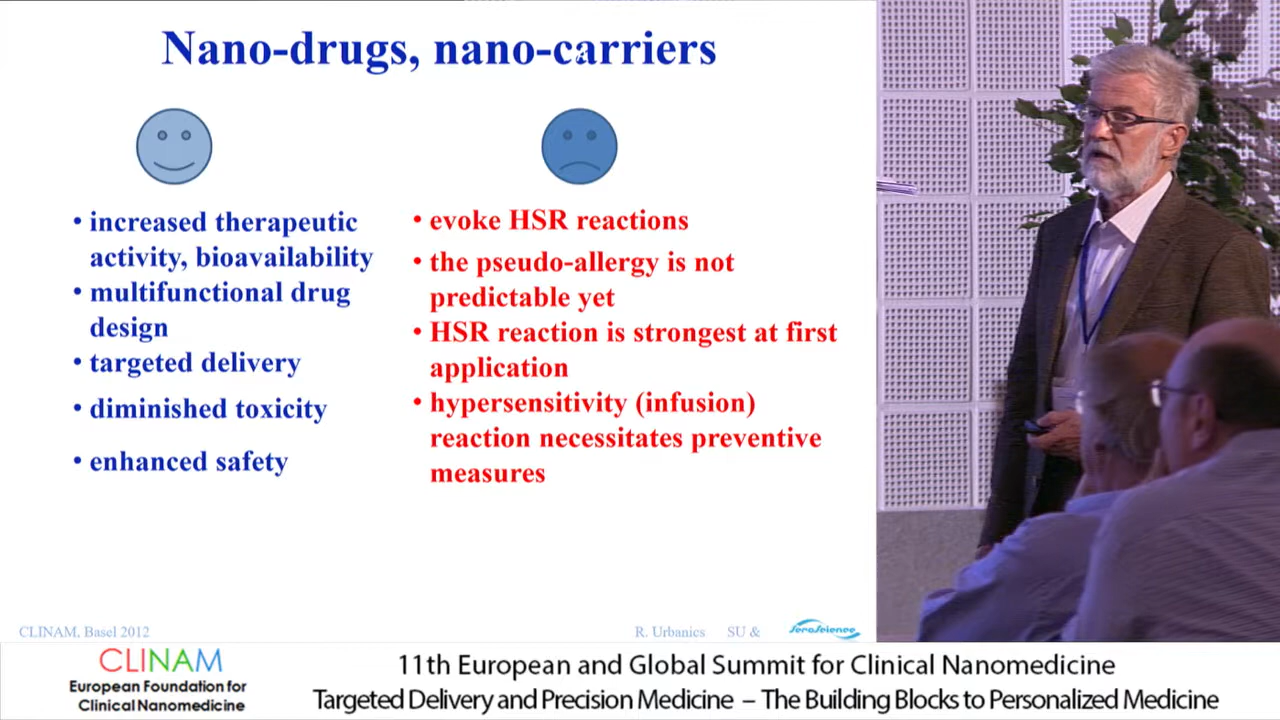 Nano-drugs, nano-carriers
• increased therapeutic
activity, bioavailability
• multifunctional drug
design
• targeted delivery
• diminished toxicity
• enhanced safety
• evoke HSR reactions
• the pseudo-allergy is not
predictable yet
• HSR reaction is strongest at first
application
• hypersensitivity (infusion)
reaction necessitates preventive
measures
CLINAM, Basel 2012
R. Urbanics SU & SeroScience
CLINAM
European Foundation for
Clinical Nanomedicine
11th European and Global Summit for Clinical Nanomedicine
Targeted Delivery and Precision Medicine – The Building Blocks to Personalized Medicine